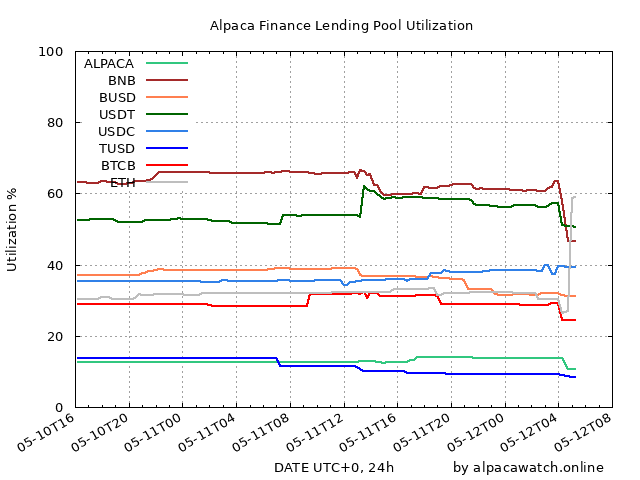 Alpaca Finance Lending Pool Utilization
100
80
60
40
20
0
Utilization %
ALPACA
BNB
BUSD
USDT
USDC
TUSD
BTCB
ETH
05-10T16
05-10T20
05-11T00
05-11T04
05-11T08
05-11T12
05-11T16
05-11T20
05-12T00
05-12T04
05-12T08
DATE UTC+0, 24h
by alpacawatch.online